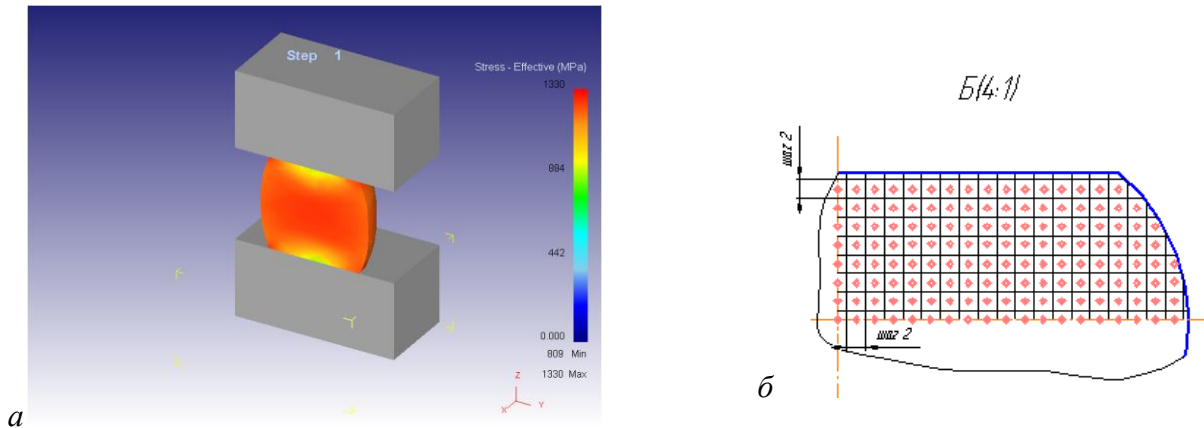 Step 1
Stress - Effective (MPa)
1330
884
442
0.000
809 Min
1330 Max
Z
X
Y
а
Б(4:1)
шаг 2
шаг 2
б